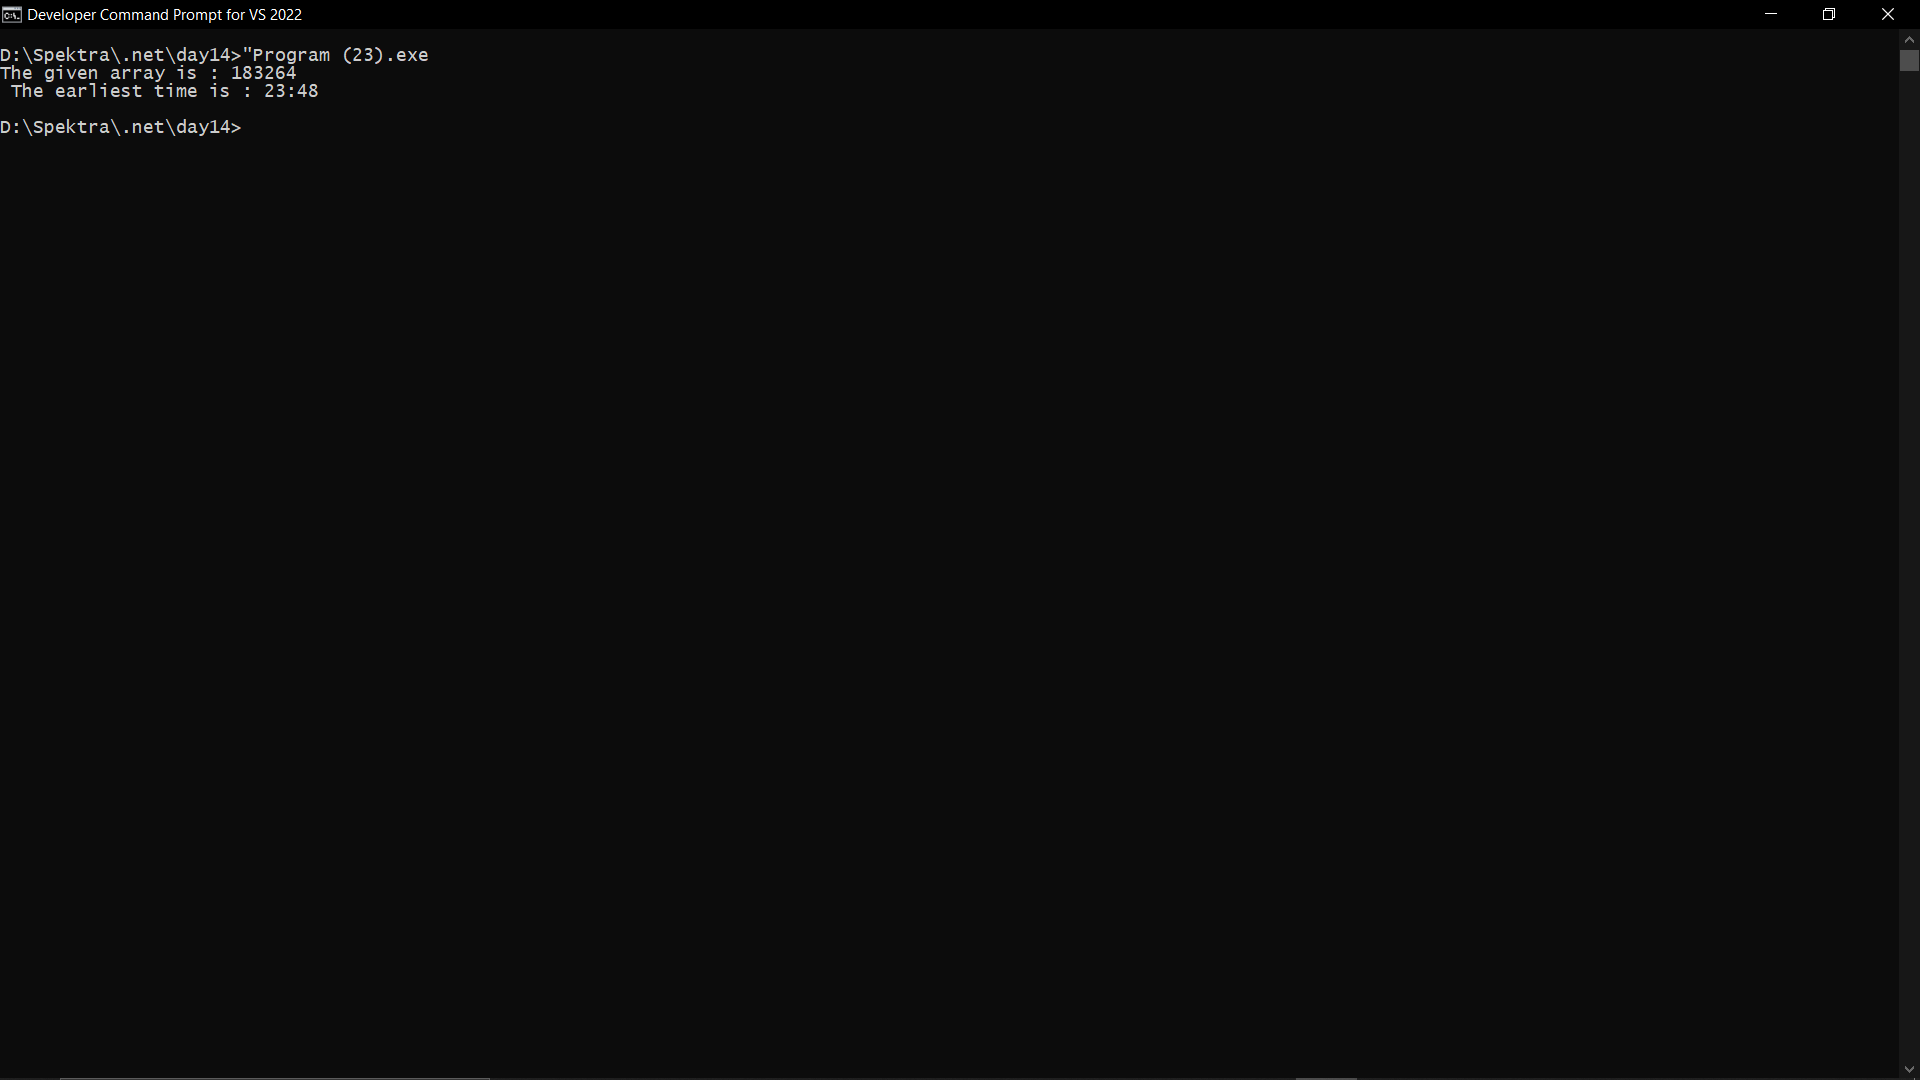 Developer Command Prompt for VS 2022
D:\Spektra\.net\day14>"Program (23).exe
The given array is : 183264
 The earliest time is : 23:48
D:\Spektra\.net\day14>